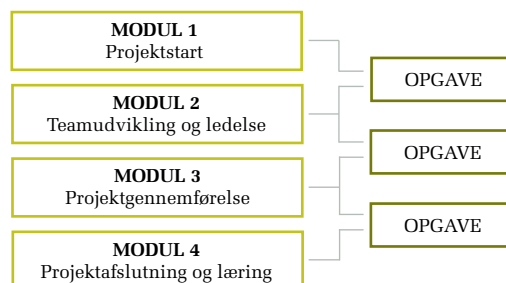 MODUL 1
Projektstart
OPGAVE
MODUL 2
Teamudvikling og ledelse
OPGAVE
MODUL 3
Projektgennemførelse
OPGAVE
MODUL 4
Projektafslutning og læring